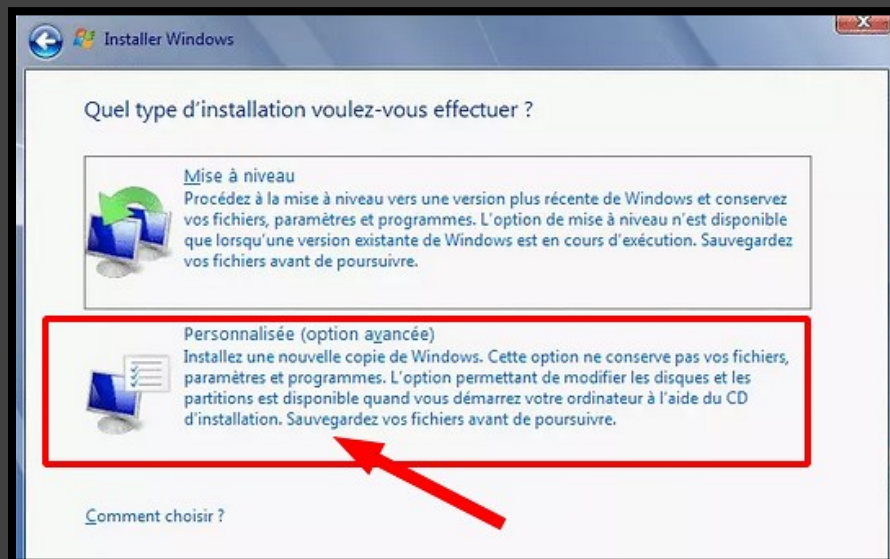 Installer Windows
Quel type d'installation voulez-vous effectuer ?
Mise à niveau
Procédez à la mise à niveau vers une version plus récente de Windows et conservez
vos fichiers, paramètres et programmes. L'option de mise à niveau n'est disponible
que lorsqu'une version existante de Windows est en cours d'exécution. Sauvegardez
vos fichiers avant de poursuivre.
Personnalisée (option avancée)
Installez une nouvelle copie de Windows. Cette option ne conserve pas vos fichiers,
paramètres et programmes. L'option permettant de modifier les disques et les
partitions est disponible quand vous démarrez votre ordinateur à l'aide du CD
d'installation. Sauvegardez vos fichiers avant de poursuivre.
Comment choisir ?